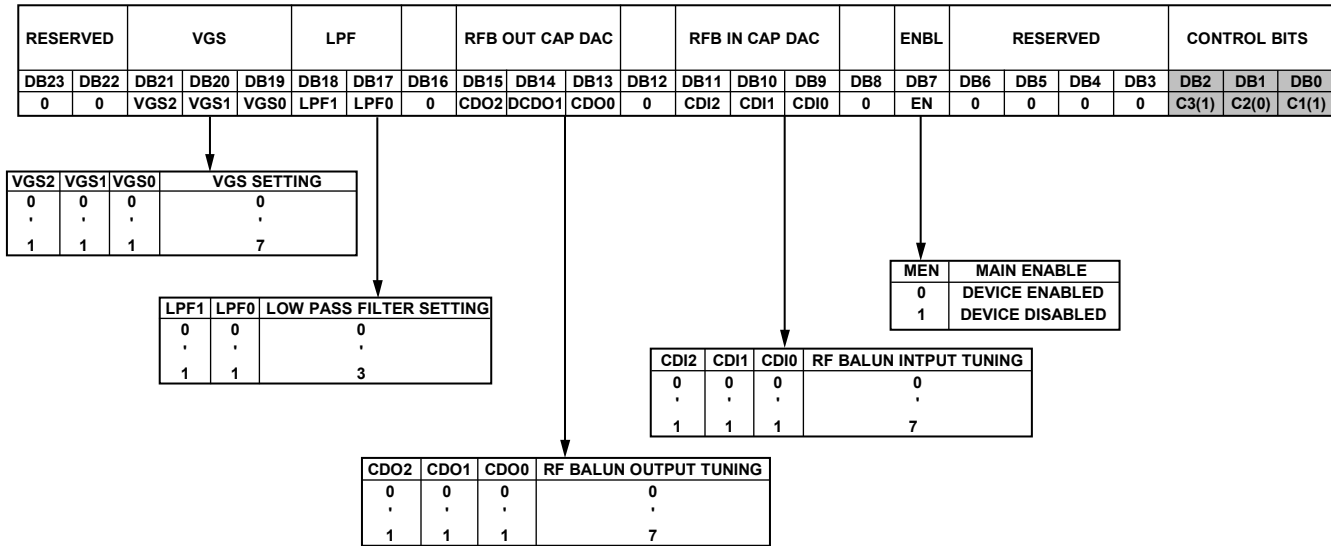 RESERVED VGS LPF RFB OUT CAP DAC RFB IN CAP DAC ENBL RESERVED CONTROL BITS
DB23 DB22 DB21 DB20 DB19 DB18 DB17 DB16 DB15 DB14 DB13 DB12 DB11 DB10 DB9 DB8 DB7 DB6 DB5 DB4 DB3 DB2 DB1 DB0
0 0 VGS2 VGS1 VGS0 LPF1 LPF0 0 CDO2 DCDO1 CDO0 0 CDI2 CDI1 CDI0 0 EN 0 0 0 0 C3(1) C2(0) C1(1)
VGS2 VGS1 VGS0 VGS SETTING
0 0 0 0
' ' ' '
1 1 1 7
MEN MAIN ENABLE
0 DEVICE ENABLED
1 DEVICE DISABLED
LPF1 LPF0 LOW PASS FILTER SETTING
0 0 0
' ' '
1 1 3
CDI2 CDI1 CDI0 RF BALUN INTPUT TUNING
0 0 0 0
' ' ' '
1 1 1 7
CDO2 CDO1 CDO0 RF BALUN OUTPUT TUNING
0 0 0 0
' ' ' '
1 1 1 7